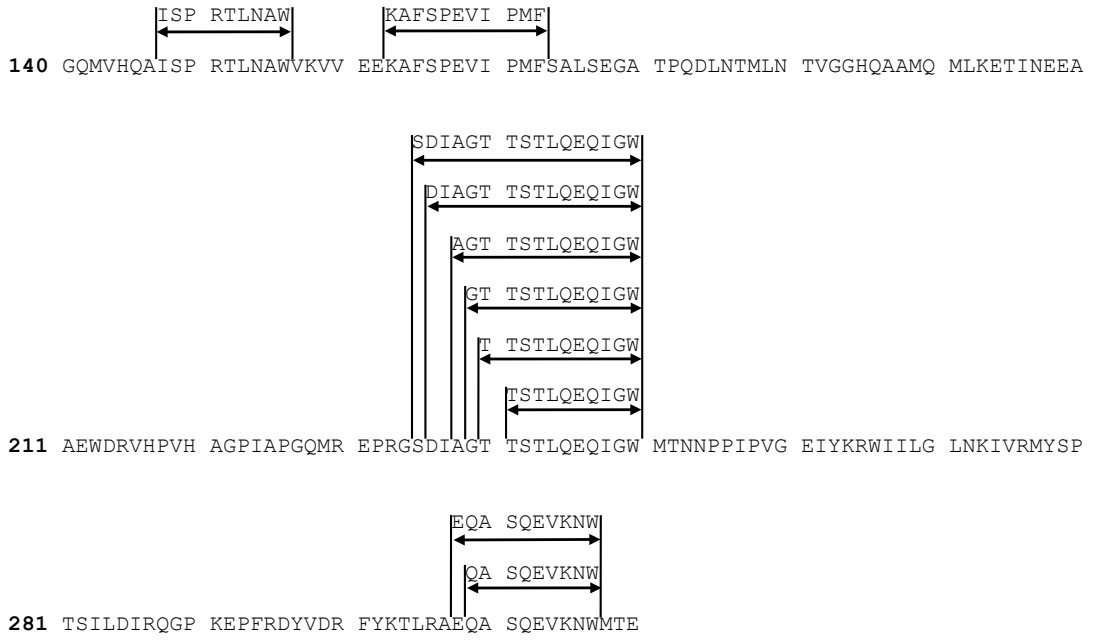 ISP RTLNAW KAFSPEVI PMF
140 GQMVHQAISP RTLNAWVKVV EEKAFSPEVI PMFSALSEGA TPQDLNTMLN TVGGHQAAMQ MLKETINEEA
SDIAGT TSTLQEQIGW
DIAGT TSTLQEQIGW
AGT TSTLQEQIGW
GT TSTLQEQIGW
T TSTLQEQIGW
TSTLQEQIGW
211 AEWDRVHPVH AGPIAPGQMR EPRGSDIAGT TSTLQEQIGW MTNNPPIPVG EIYKRWIILG LNKIVRMYSP
EQA SQEVKNW
QA SQEVKNW
281 TSILDIRQGP KEPFRDYVDR FYKTLRAEQA SQEVKNWMTE